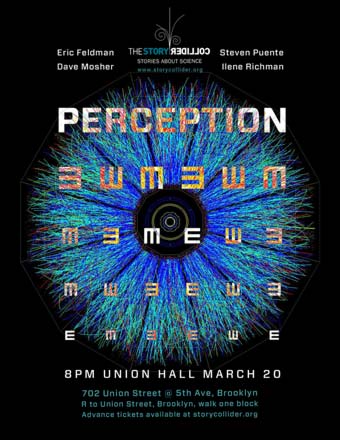 Eric Feldman
Dave Mosher
THE STORY COLLIDER
STORIES ABOUT SCIENCE
www.storycollider.org
Steven Puente
Ilene Richman
PERCEPTION
8PM UNION HALL MARCH 20
702 Union Street @ 5th Ave, Brooklyn
R to Union Street, Brooklyn, walk one block
Advance tickets available at storycollider.org